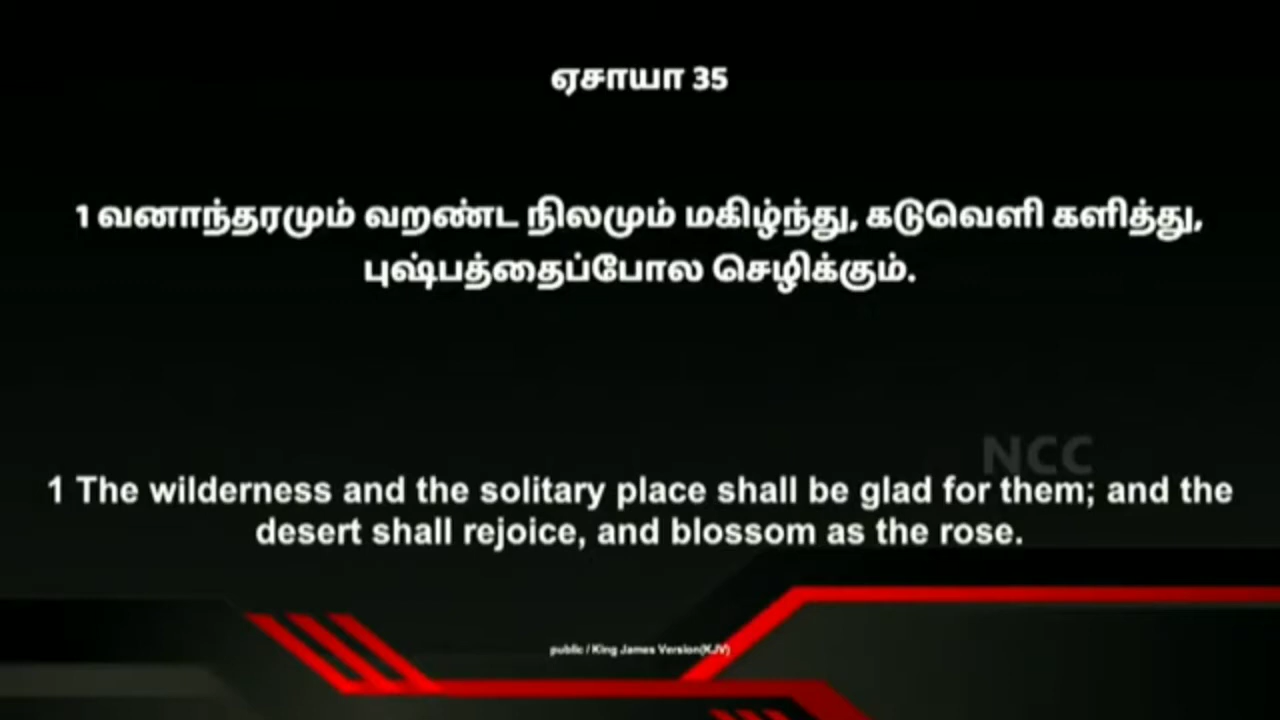 ஏசாயா 35
1 வனாந்தரமும் வறண்ட நிலமும் மகிழ்ந்து, கடுவெளி களித்து,
புஷ்பத்தைப்போல செழிக்கும்.
NCC
1 The wilderness and the solitary place shall be glad for them; and the
desert shall rejoice, and blossom as the rose.
public / King James Version(KJV)